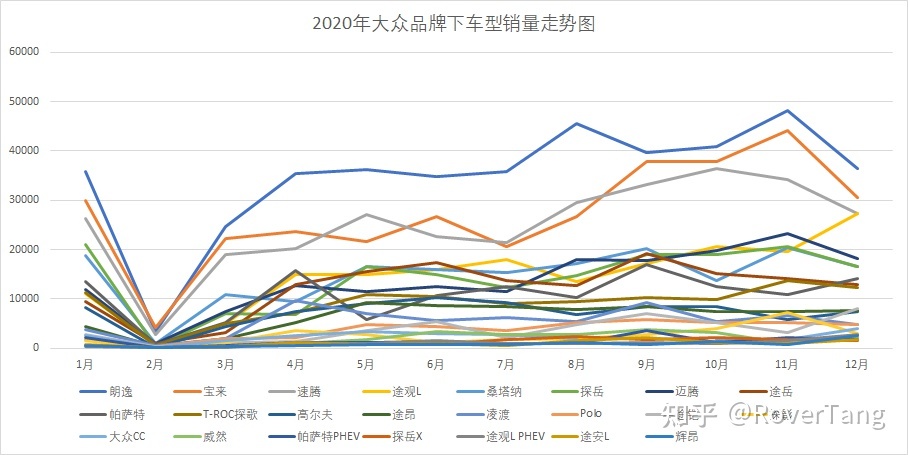 2020年大众品牌下车型销量走势图
60000
50000
40000
30000
20000
10000
0
1月 2月 3月 4月 5月 6月 7月 8月 9月 10月 11月 12月
朗逸 宝来 速腾 途观L 桑塔纳 探岳 迈腾 途岳
帕萨特 T-ROC探歌 高尔夫 途昂 凌渡 Polo
知乎 @RoverTang
大众CC 威然 帕萨特PHEV 探岳X 途观L PHEV 途安L 辉昂